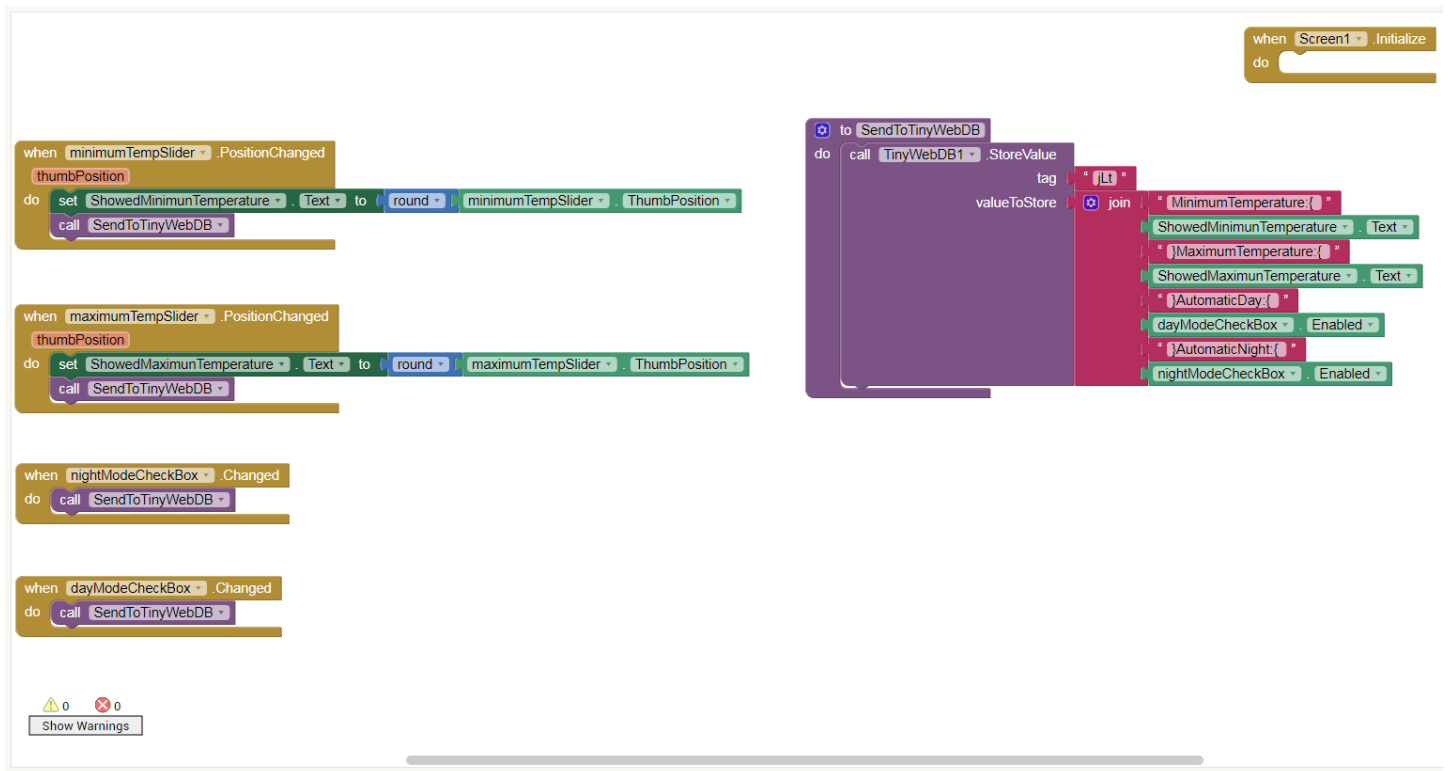 when Screen1 .Initialize
do
to SendToTinyWebDB
do call TinyWebDB1 .StoreValue
tag " jLt "
valueToStore join " MinimumTemperature:{ "
ShowedMinimunTemperature . Text
" }MaximumTemperature:{ "
ShowedMaximunTemperature . Text
" }AutomaticDay:{ "
dayModeCheckBox . Enabled
" }AutomaticNight:{ "
nightModeCheckBox . Enabled
when minimumTempSlider .PositionChanged
thumbPosition
do set ShowedMinimunTemperature . Text to round minimumTempSlider . ThumbPosition
call SendToTinyWebDB
when maximumTempSlider .PositionChanged
thumbPosition
do set ShowedMaximunTemperature . Text to round maximumTempSlider . ThumbPosition
call SendToTinyWebDB
when nightModeCheckBox .Changed
do call SendToTinyWebDB
when dayModeCheckBox .Changed
do call SendToTinyWebDB
0 0
Show Warnings